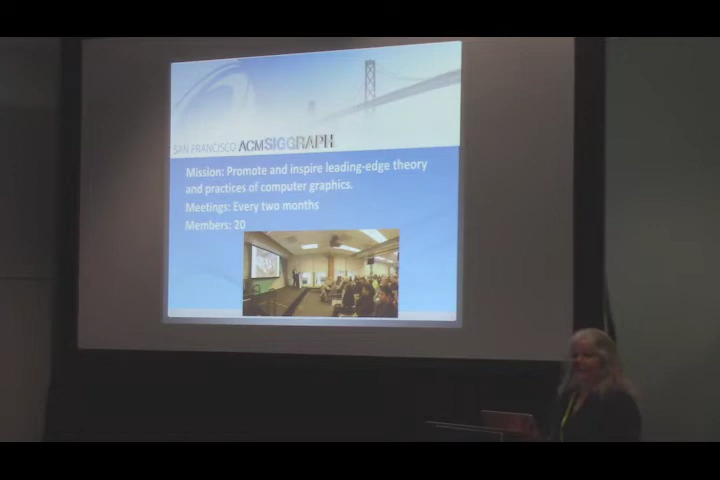 SAN FRANCISCO ACMSIGGRAPH
Mission: Promote and inspire leading-edge theory
and practices of computer graphics.
Meetings: Every two months
Members: 20